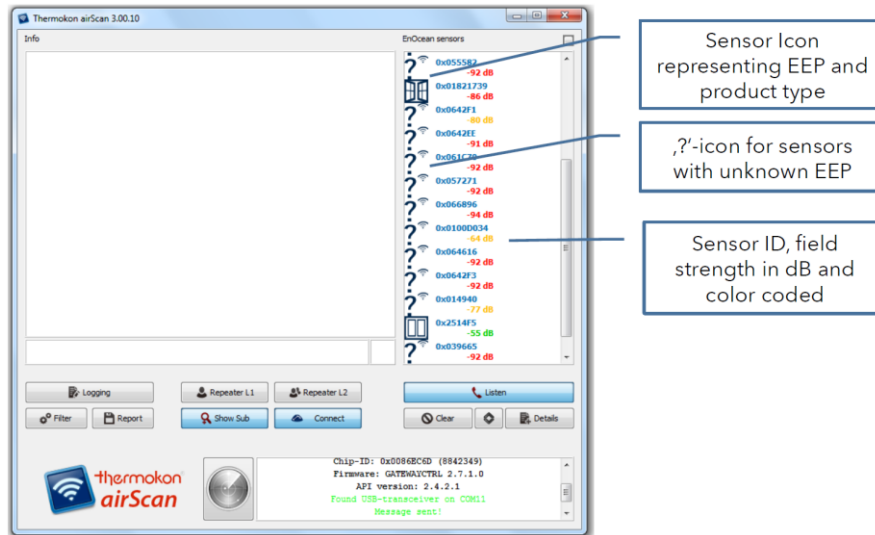 Thermokon airScan 3.00.10
Info
EnOcean sensors
0x055582
-92 dB
0x01821739
-86 dB
0x0642F1
-80 dB
0x0642EE
-91 dB
0x061C70
-92 dB
0x057271
-92 dB
0x066896
-94 dB
0x0100D034
-64 dB
0x064616
-92 dB
0x0642F3
-92 dB
0x014940
-77 dB
0x2514F5
-55 dB
0x039665
-92 dB
Logging
Repeater L1
Repeater L2
Listen
Filter
Report
Show Sub
Connect
Clear
Details
thermokon
airScan
Chip-ID: 0x0086EC6D (8842349)
Firmware: GATEWAYCTRL 2.7.1.0
API version: 2.4.2.1
Found USB-transceiver on COM11
Message sent!
Sensor Icon
representing EEP and
product type
‚?‘-icon for sensors
with unknown EEP
Sensor ID, field
strength in dB and
color coded